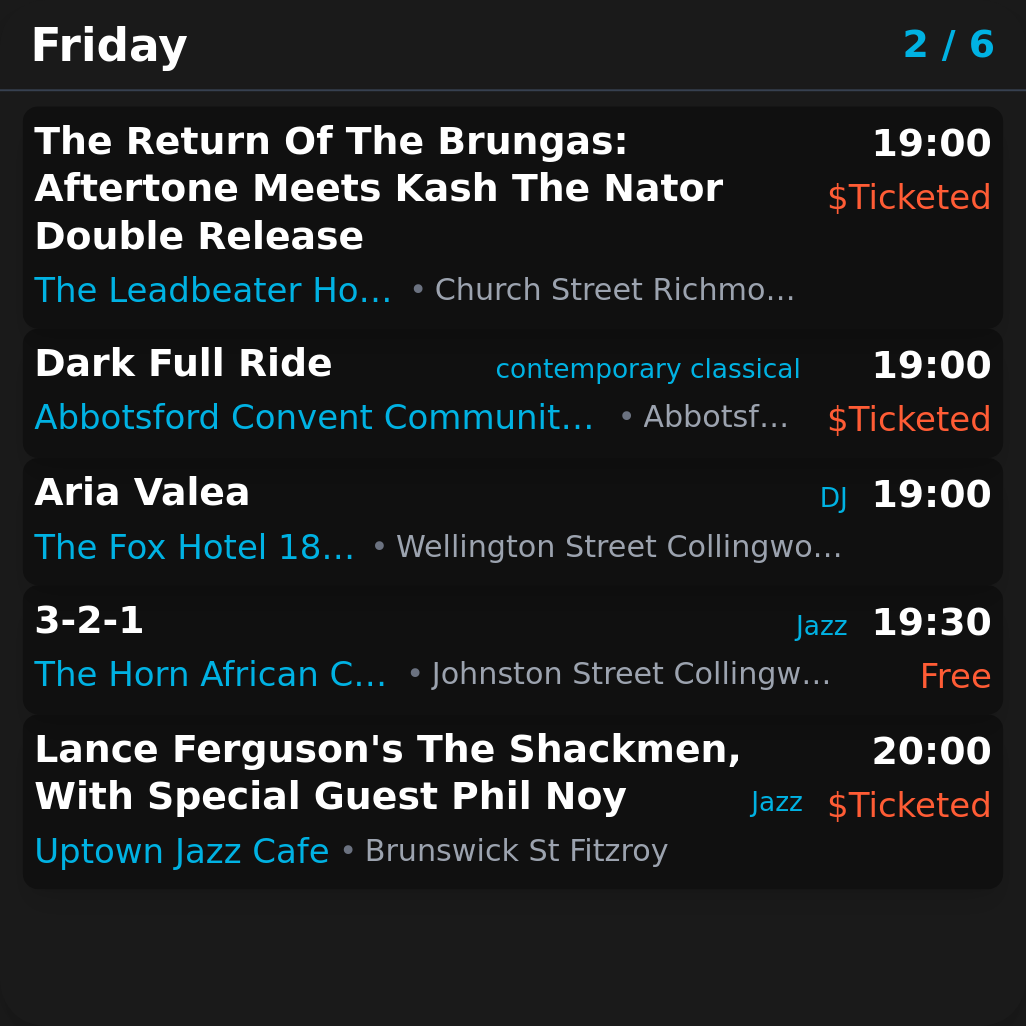 Friday 2 / 6
The Return Of The Brungas: 19:00
Aftertone Meets Kash The Nator $Ticketed
Double Release
The Leadbeater Ho… • Church Street Richmo…
Dark Full Ride contemporary classical 19:00
Abbotsford Convent Communit… • Abbotsf… $Ticketed
Aria Valea DJ 19:00
The Fox Hotel 18… • Wellington Street Collingwo…
3-2-1 Jazz 19:30
The Horn African C… • Johnston Street Collingw… Free
Lance Ferguson's The Shackmen, 20:00
With Special Guest Phil Noy Jazz $Ticketed
Uptown Jazz Cafe • Brunswick St Fitzroy